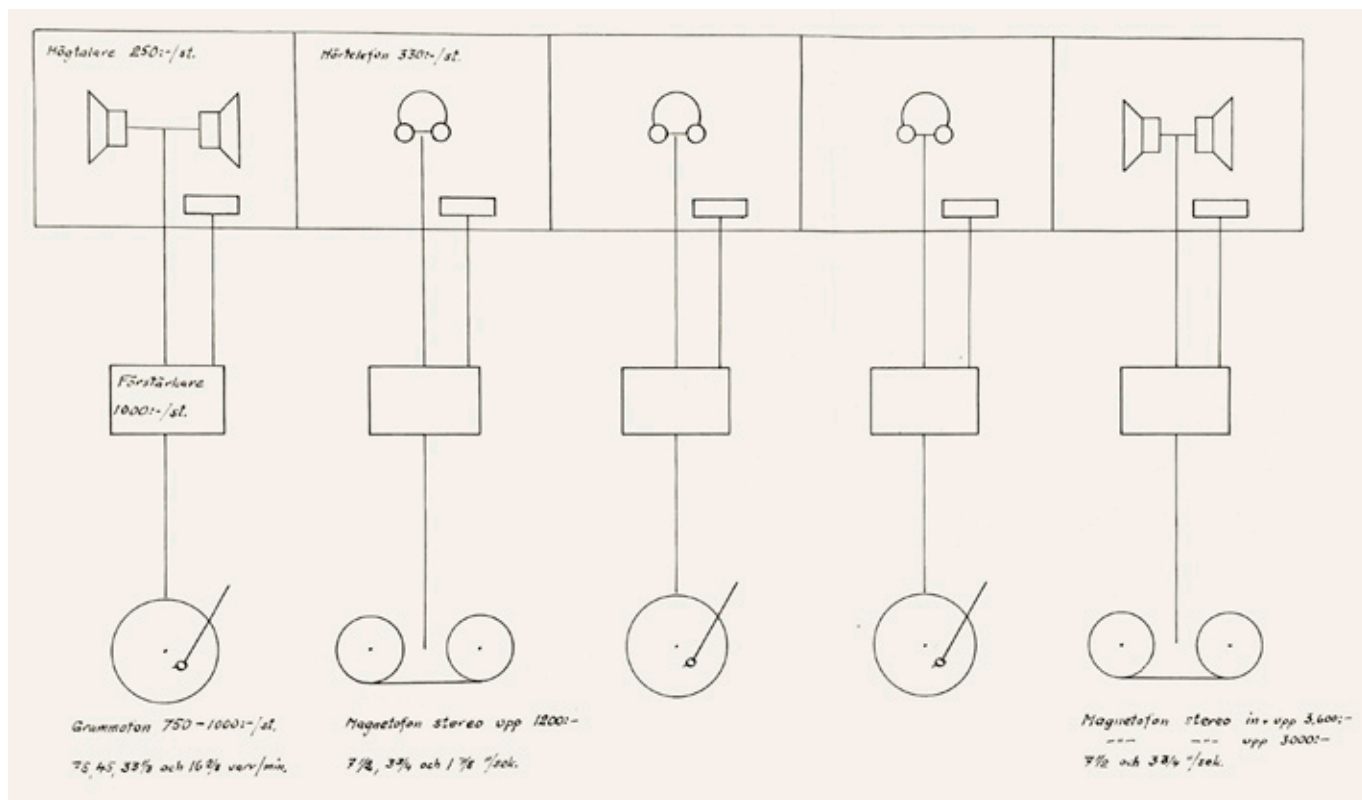 Högtalare 250:-/st.
Hörtelefon 330:-/st.
Förstärkare
1000:-/st.
Grammofon 750-1000:-/st.
45, 33⅓ och 16⅔ varv/min.
Magnetofon stereo upp 1200:-
7½, 3¾ och 1⅞ "/sek.
Magnetofon stereo in + upp 3.600:-
-"- -"- upp 3000:-
7½ och 3¾ "/sek.